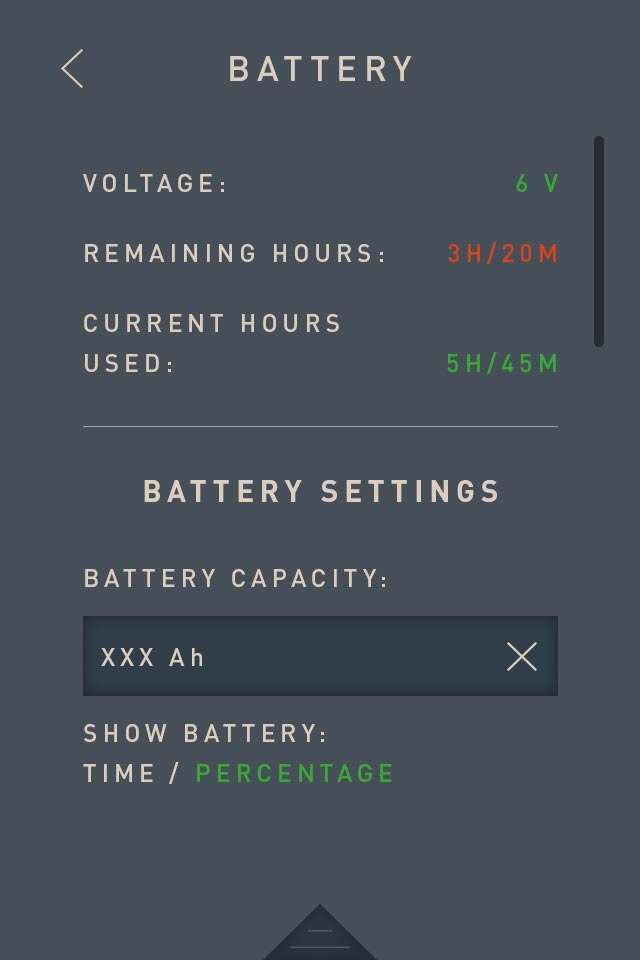 BATTERY
VOLTAGE: 6 V
REMAINING HOURS: 3H/20M
CURRENT HOURS
USED: 5H/45M
BATTERY SETTINGS
BATTERY CAPACITY:
XXX Ah
SHOW BATTERY:
TIME / PERCENTAGE